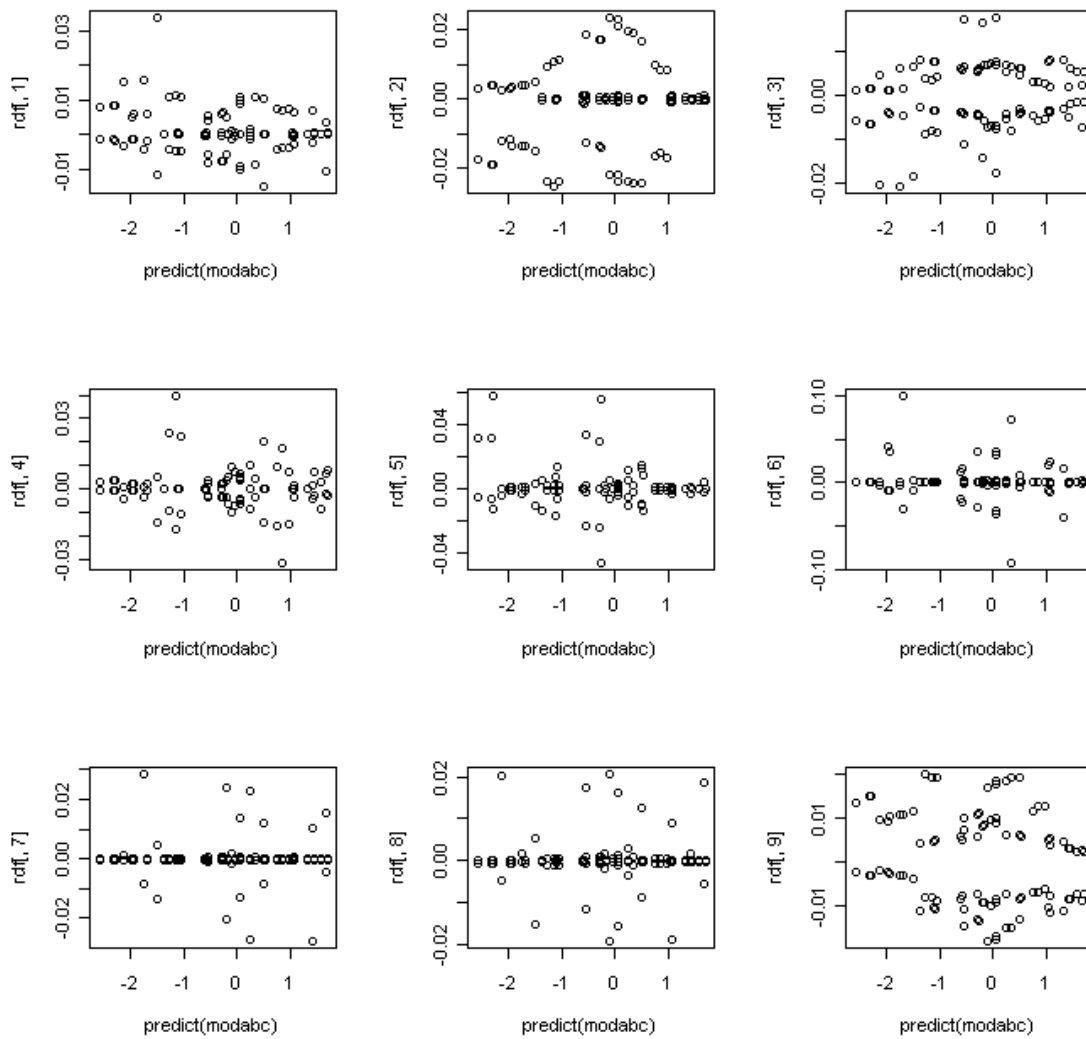 rdf[, 1]
0.03
0.01
-0.01
-2 -1 0 1
predict(modabc)
rdf[, 2]
0.02
0.00
-0.02
-2 -1 0 1
predict(modabc)
rdf[, 3]
0.00
-0.02
-2 -1 0 1
predict(modabc)
rdf[, 4]
0.03
0.00
-0.03
-2 -1 0 1
predict(modabc)
rdf[, 5]
0.04
0.00
-0.04
-2 -1 0 1
predict(modabc)
rdf[, 6]
0.10
0.00
-0.10
-2 -1 0 1
predict(modabc)
rdf[, 7]
0.02
0.00
-0.02
-2 -1 0 1
predict(modabc)
rdf[, 8]
0.02
0.00
-0.02
-2 -1 0 1
predict(modabc)
rdf[, 9]
0.01
-0.01
-2 -1 0 1
predict(modabc)